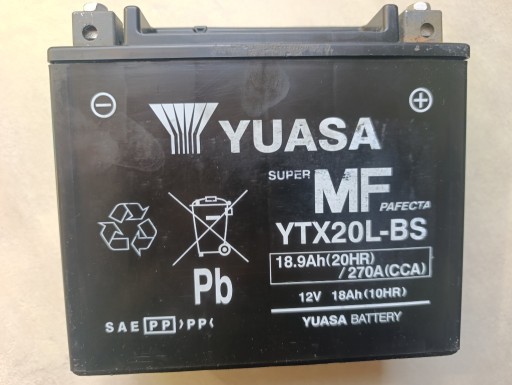 YUASA
SUPER MF PAFECTA
YTX20L-BS
18.9Ah(20HR)
/270A(CCA)
12V 18Ah(10HR)
YUASA BATTERY
Pb
SAE PP >PP<